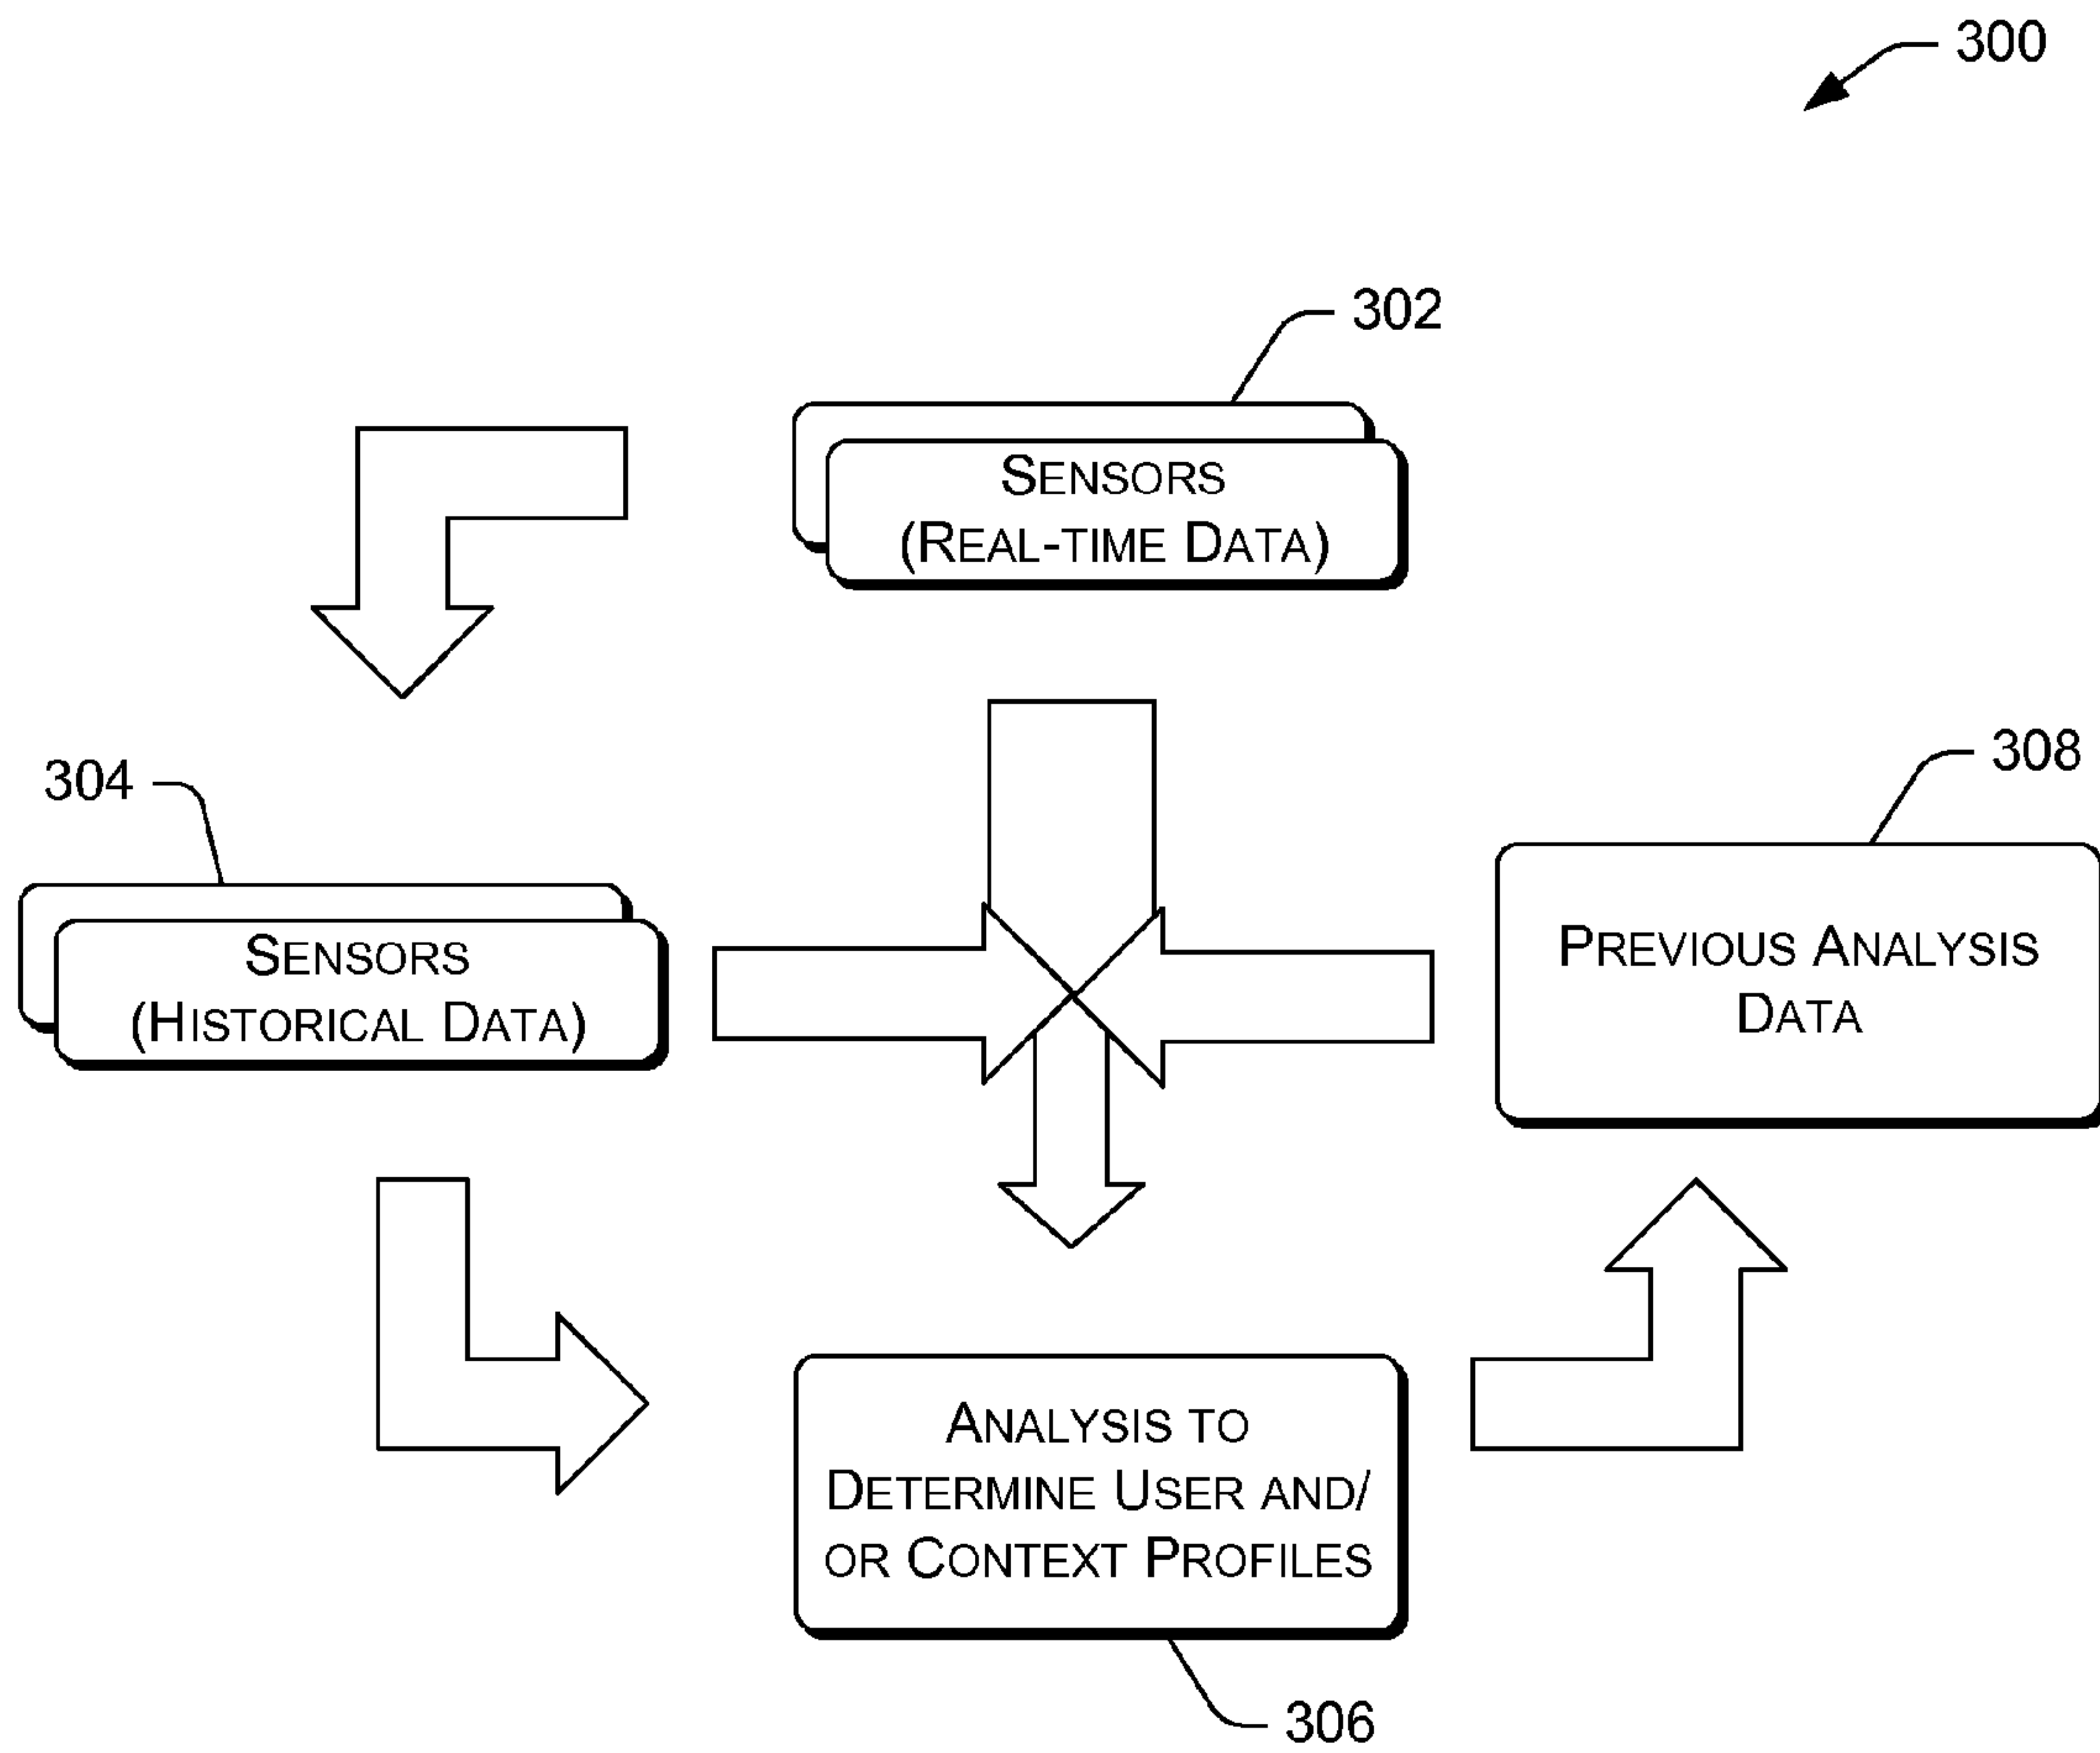 300
302
SENSORS
(REAL-TIME DATA)
304
308
SENSORS
(HISTORICAL DATA)
PREVIOUS ANALYSIS
DATA
ANALYSIS TO
DETERMINE USER AND/
OR CONTEXT PROFILES
306